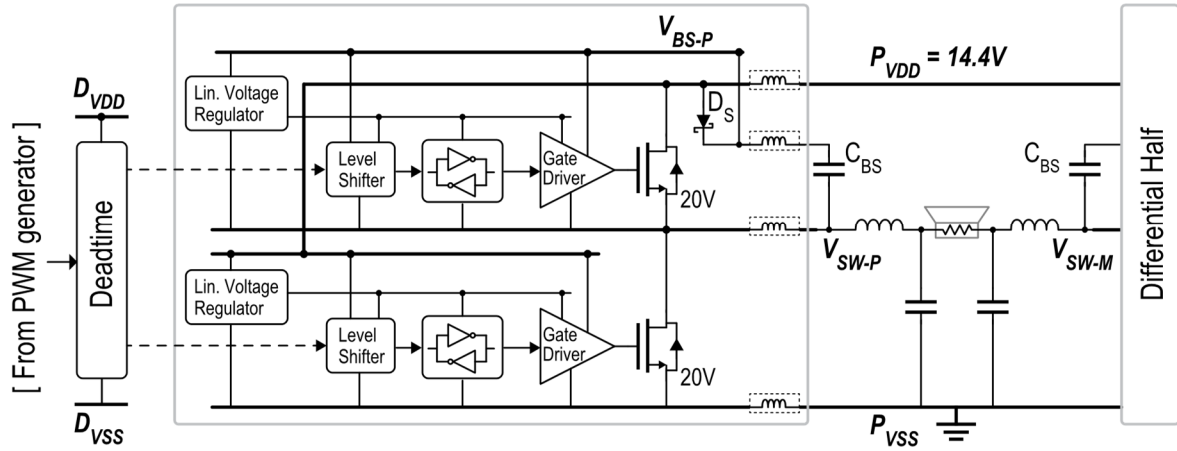 [ From PWM generator ]
D_VDD
Deadtime
D_VSS
V_BS-P
Lin. Voltage
Regulator
Level
Shifter
Gate
Driver
20V
D_S
P_VDD = 14.4V
C_BS
C_BS
V_SW-P
V_SW-M
Lin. Voltage
Regulator
Level
Shifter
Gate
Driver
20V
P_VSS
Differential Half